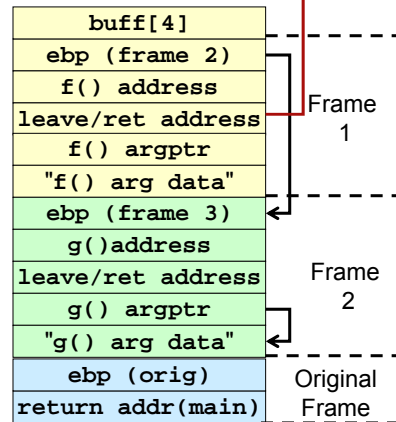 buff[4]
ebp (frame 2)
f() address
leave/ret address
f() argptr
"f() arg data"
Frame
1
ebp (frame 3)
g()address
leave/ret address
g() argptr
"g() arg data"
Frame
2
ebp (orig)
return addr(main)
Original
Frame